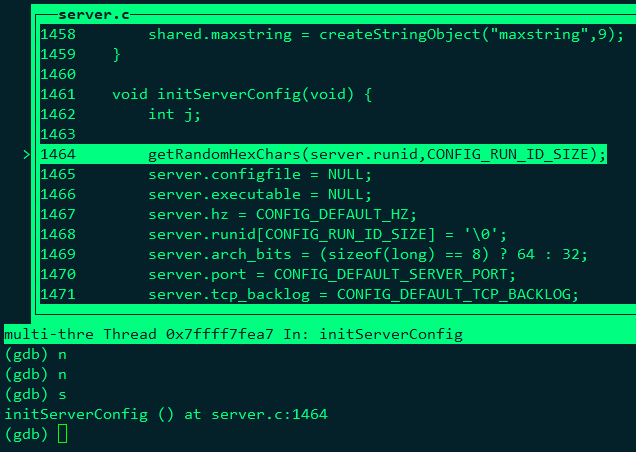 server.c
1458        shared.maxstring = createStringObject("maxstring",9);
1459    }
1460
1461    void initServerConfig(void) {
1462        int j;
1463
> 1464        getRandomHexChars(server.runid,CONFIG_RUN_ID_SIZE);
1465        server.configfile = NULL;
1466        server.executable = NULL;
1467        server.hz = CONFIG_DEFAULT_HZ;
1468        server.runid[CONFIG_RUN_ID_SIZE] = '\0';
1469        server.arch_bits = (sizeof(long) == 8) ? 64 : 32;
1470        server.port = CONFIG_DEFAULT_SERVER_PORT;
1471        server.tcp_backlog = CONFIG_DEFAULT_TCP_BACKLOG;
multi-thre Thread 0x7ffff7fea7 In: initServerConfig
(gdb) n
(gdb) n
(gdb) s
initServerConfig () at server.c:1464
(gdb)